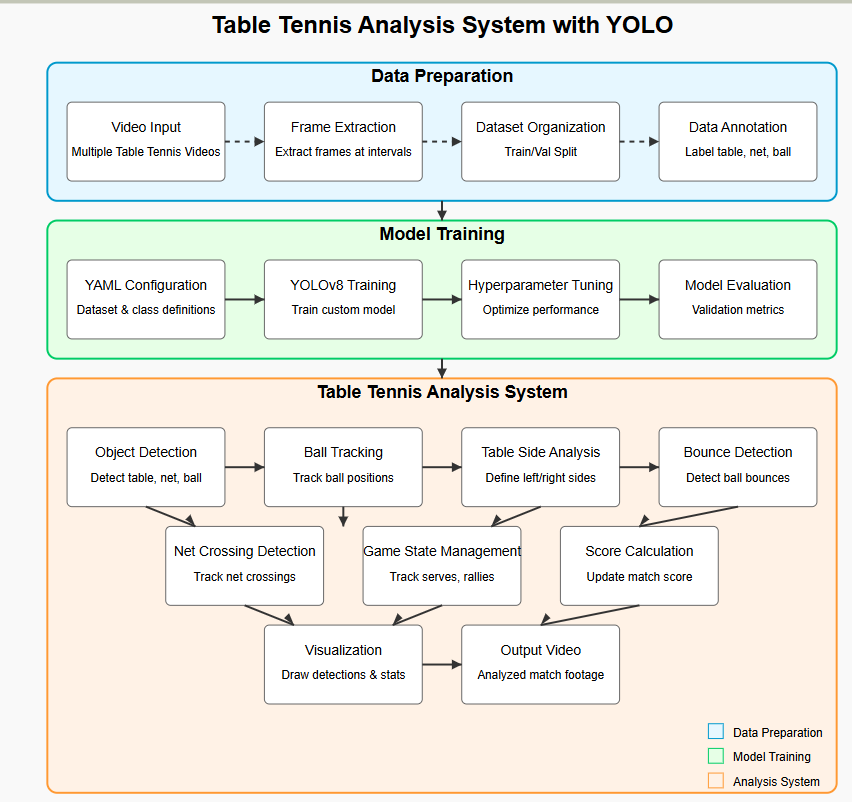 Table Tennis Analysis System with YOLO
Data Preparation
Video Input
Multiple Table Tennis Videos
Frame Extraction
Extract frames at intervals
Dataset Organization
Train/Val Split
Data Annotation
Label table, net, ball
Model Training
YAML Configuration
Dataset & class definitions
YOLOv8 Training
Train custom model
Hyperparameter Tuning
Optimize performance
Model Evaluation
Validation metrics
Table Tennis Analysis System
Object Detection
Detect table, net, ball
Ball Tracking
Track ball positions
Table Side Analysis
Define left/right sides
Bounce Detection
Detect ball bounces
Net Crossing Detection
Track net crossings
Game State Management
Track serves, rallies
Score Calculation
Update match score
Visualization
Draw detections & stats
Output Video
Analyzed match footage
Data Preparation
Model Training
Analysis System